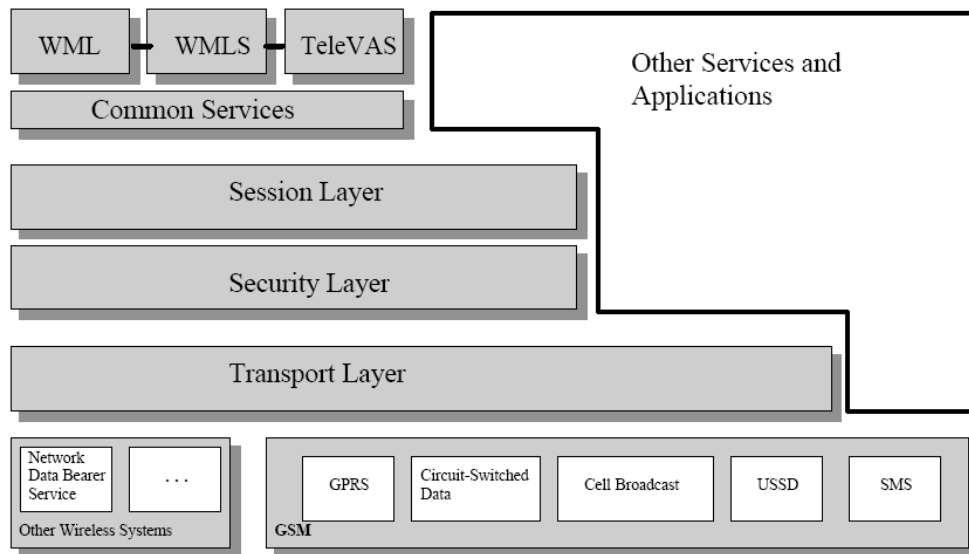 WML
WMLS
TeleVAS
Common Services
Other Services and
Applications
Session Layer
Security Layer
Transport Layer
Network
Data Bearer
Service
. . .
Other Wireless Systems
GPRS
Circuit-Switched
Data
Cell Broadcast
USSD
SMS
GSM